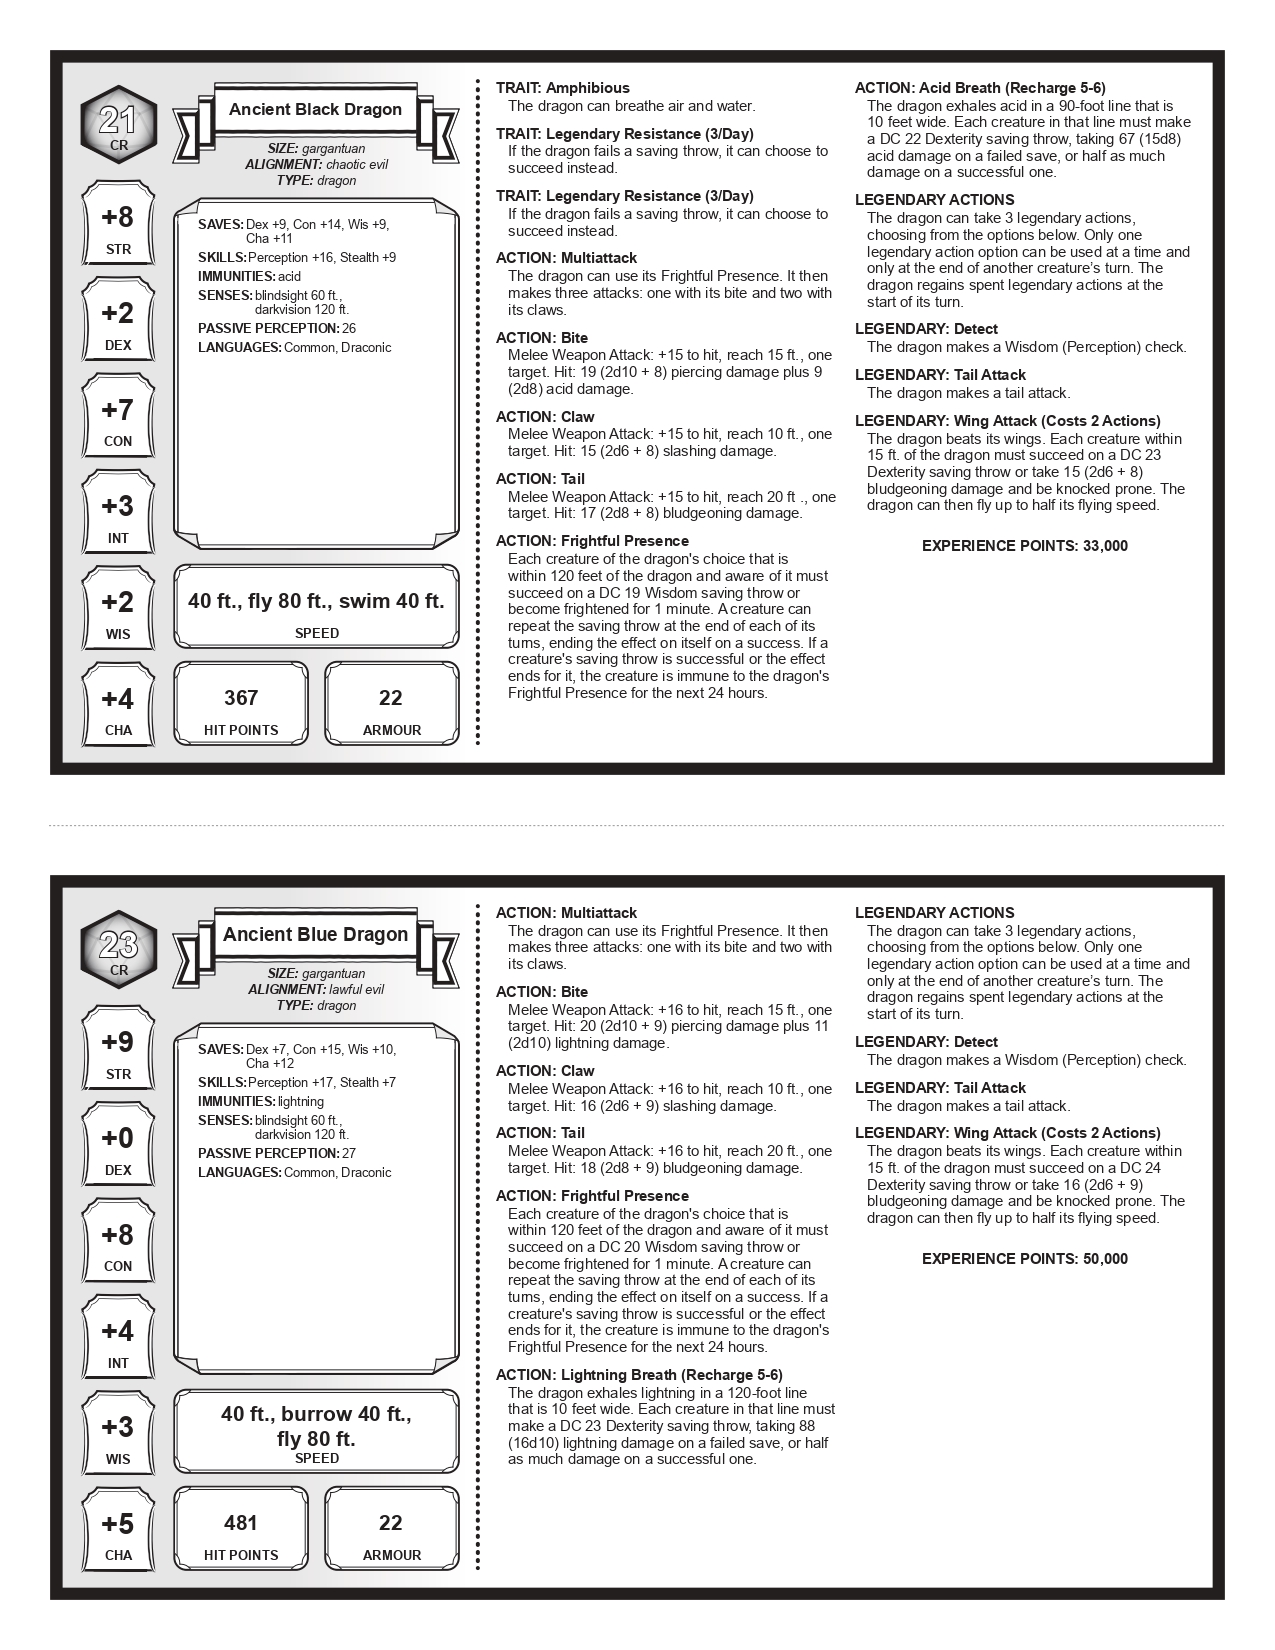 21
CR
Ancient Black Dragon
SIZE: gargantuan
ALIGNMENT: chaotic evil
TYPE: dragon
+8
STR
+2
DEX
+7
CON
+3
INT
+2
WIS
+4
CHA
SAVES: Dex +9, Con +14, Wis +9,
Cha +11
SKILLS: Perception +16, Stealth +9
IMMUNITIES: acid
SENSES: blindsight 60 ft.,
darkvision 120 ft.
PASSIVE PERCEPTION: 26
LANGUAGES: Common, Draconic
40 ft., fly 80 ft., swim 40 ft.
SPEED
367
HIT POINTS
22
ARMOUR
TRAIT: Amphibious
The dragon can breathe air and water.
TRAIT: Legendary Resistance (3/Day)
If the dragon fails a saving throw, it can choose to
succeed instead.
TRAIT: Legendary Resistance (3/Day)
If the dragon fails a saving throw, it can choose to
succeed instead.
ACTION: Multiattack
The dragon can use its Frightful Presence. It then
makes three attacks: one with its bite and two with
its claws.
ACTION: Bite
Melee Weapon Attack: +15 to hit, reach 15 ft., one
target. Hit: 19 (2d10 + 8) piercing damage plus 9
(2d8) acid damage.
ACTION: Claw
Melee Weapon Attack: +15 to hit, reach 10 ft., one
target. Hit: 15 (2d6 + 8) slashing damage.
ACTION: Tail
Melee Weapon Attack: +15 to hit, reach 20 ft ., one
target. Hit: 17 (2d8 + 8) bludgeoning damage.
ACTION: Frightful Presence
Each creature of the dragon's choice that is
within 120 feet of the dragon and aware of it must
succeed on a DC 19 Wisdom saving throw or
become frightened for 1 minute. A creature can
repeat the saving throw at the end of each of its
turns, ending the effect on itself on a success. If a
creature's saving throw is successful or the effect
ends for it, the creature is immune to the dragon's
Frightful Presence for the next 24 hours.
ACTION: Acid Breath (Recharge 5-6)
The dragon exhales acid in a 90-foot line that is
10 feet wide. Each creature in that line must make
a DC 22 Dexterity saving throw, taking 67 (15d8)
acid damage on a failed save, or half as much
damage on a successful one.
LEGENDARY ACTIONS
The dragon can take 3 legendary actions,
choosing from the options below. Only one
legendary action option can be used at a time and
only at the end of another creature’s turn. The
dragon regains spent legendary actions at the
start of its turn.
LEGENDARY: Detect
The dragon makes a Wisdom (Perception) check.
LEGENDARY: Tail Attack
The dragon makes a tail attack.
LEGENDARY: Wing Attack (Costs 2 Actions)
The dragon beats its wings. Each creature within
15 ft. of the dragon must succeed on a DC 23
Dexterity saving throw or take 15 (2d6 + 8)
bludgeoning damage and be knocked prone. The
dragon can then fly up to half its flying speed.
EXPERIENCE POINTS: 33,000
23
CR
Ancient Blue Dragon
SIZE: gargantuan
ALIGNMENT: lawful evil
TYPE: dragon
+9
STR
+0
DEX
+8
CON
+4
INT
+3
WIS
+5
CHA
SAVES: Dex +7, Con +15, Wis +10,
Cha +12
SKILLS: Perception +17, Stealth +7
IMMUNITIES: lightning
SENSES: blindsight 60 ft.,
darkvision 120 ft.
PASSIVE PERCEPTION: 27
LANGUAGES: Common, Draconic
40 ft., burrow 40 ft.,
fly 80 ft.
SPEED
481
HIT POINTS
22
ARMOUR
ACTION: Multiattack
The dragon can use its Frightful Presence. It then
makes three attacks: one with its bite and two with
its claws.
ACTION: Bite
Melee Weapon Attack: +16 to hit, reach 15 ft., one
target. Hit: 20 (2d10 + 9) piercing damage plus 11
(2d10) lightning damage.
ACTION: Claw
Melee Weapon Attack: +16 to hit, reach 10 ft., one
target. Hit: 16 (2d6 + 9) slashing damage.
ACTION: Tail
Melee Weapon Attack: +16 to hit, reach 20 ft., one
target. Hit: 18 (2d8 + 9) bludgeoning damage.
ACTION: Frightful Presence
Each creature of the dragon's choice that is
within 120 feet of the dragon and aware of it must
succeed on a DC 20 Wisdom saving throw or
become frightened for 1 minute. A creature can
repeat the saving throw at the end of each of its
turns, ending the effect on itself on a success. If a
creature's saving throw is successful or the effect
ends for it, the creature is immune to the dragon's
Frightful Presence for the next 24 hours.
ACTION: Lightning Breath (Recharge 5-6)
The dragon exhales lightning in a 120-foot line
that is 10 feet wide. Each creature in that line must
make a DC 23 Dexterity saving throw, taking 88
(16d10) lightning damage on a failed save, or half
as much damage on a successful one.
LEGENDARY ACTIONS
The dragon can take 3 legendary actions,
choosing from the options below. Only one
legendary action option can be used at a time and
only at the end of another creature’s turn. The
dragon regains spent legendary actions at the
start of its turn.
LEGENDARY: Detect
The dragon makes a Wisdom (Perception) check.
LEGENDARY: Tail Attack
The dragon makes a tail attack.
LEGENDARY: Wing Attack (Costs 2 Actions)
The dragon beats its wings. Each creature within
15 ft. of the dragon must succeed on a DC 24
Dexterity saving throw or take 16 (2d6 + 9)
bludgeoning damage and be knocked prone. The
dragon can then fly up to half its flying speed.
EXPERIENCE POINTS: 50,000